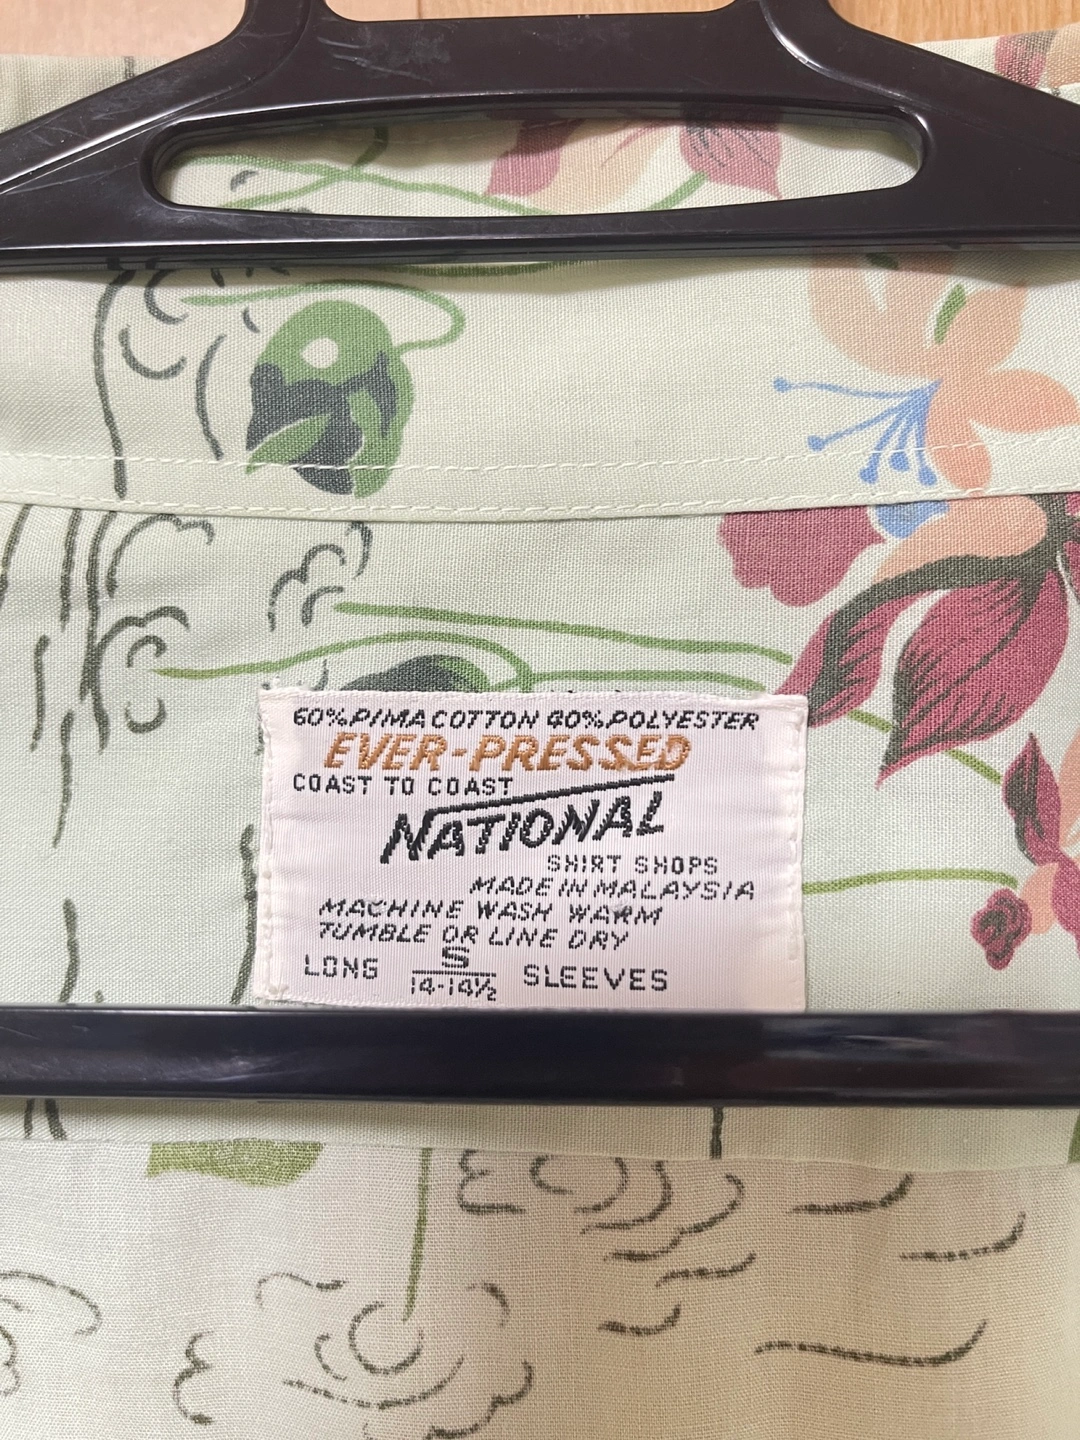 60% PIMA COTTON 40% POLYESTER
EVER-PRESSED
COAST TO COAST
NATIONAL
SHIRT SHOPS
MADE IN MALAYSIA
MACHINE WASH WARM
TUMBLE OR LINE DRY
LONG S 14-14½ SLEEVES